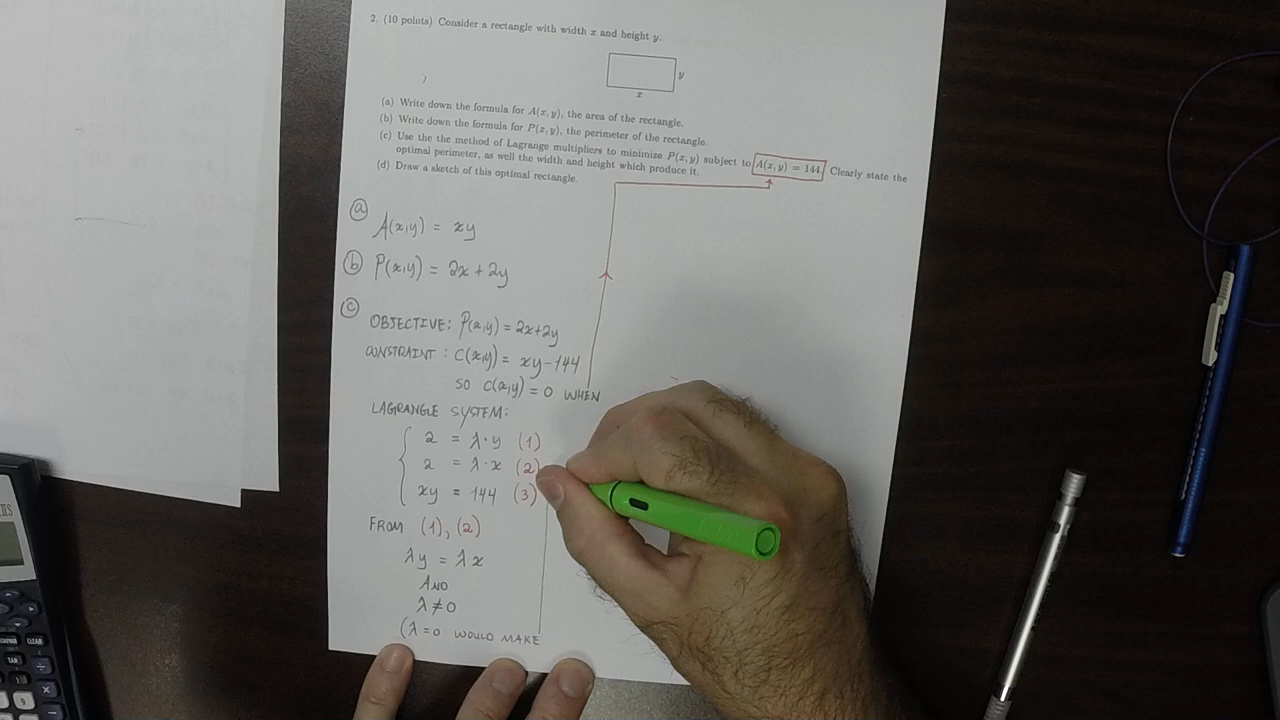 2. (10 points) Consider a rectangle with width x and height y.
y
x
(a) Write down the formula for A(x, y), the area of the rectangle.
(b) Write down the formula for P(x, y), the perimeter of the rectangle.
(c) Use the the method of Lagrange multipliers to minimize P(x, y) subject to A(x, y) = 144. Clearly state the
optimal perimeter, as well the width and height which produce it.
(d) Draw a sketch of this optimal rectangle.
(a) A(x,y) = xy
(b) P(x,y) = 2x + 2y
(c) OBJECTIVE: P(x,y) = 2x+2y
CONSTRAINT: C(x,y) = xy-144
SO C(x,y) = 0 WHEN
LAGRANGE SYSTEM:
2 = λ·y (1)
2 = λ·x (2)
xy = 144 (3)
FROM (1), (2)
λy = λx
AND
λ≠0
(λ=0 WOULD MAKE